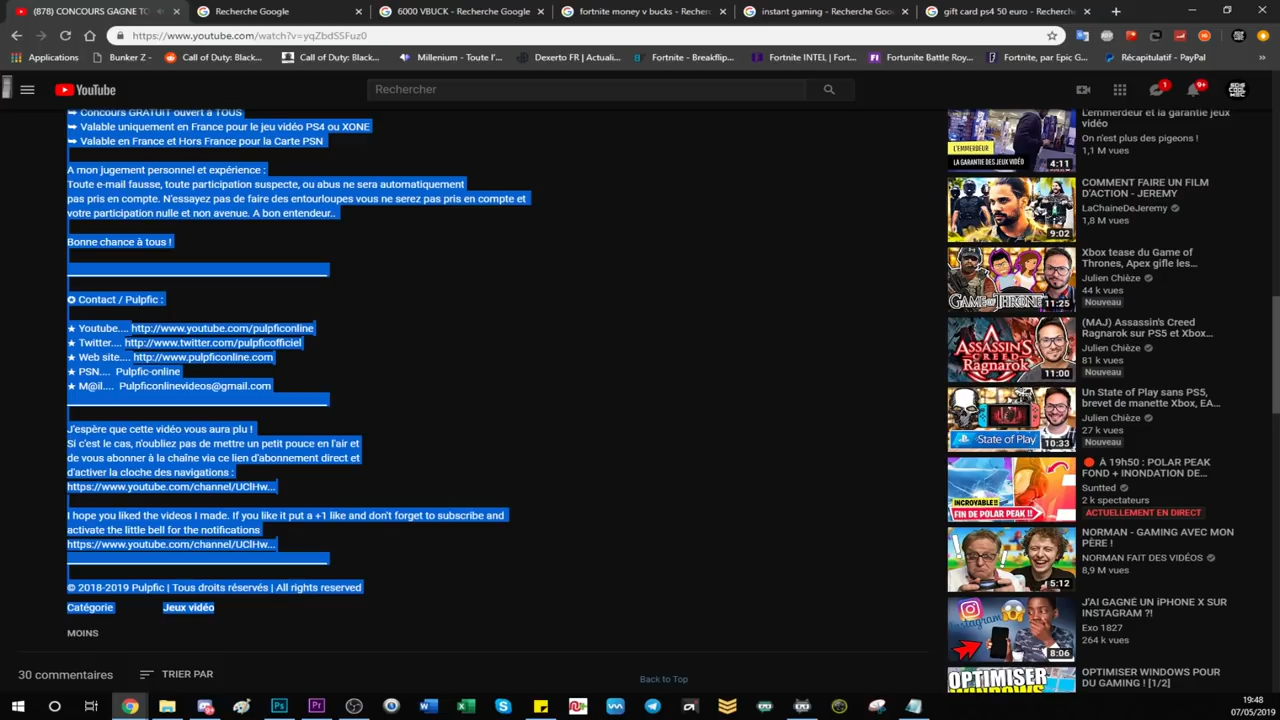 (878) CONCOURS GAGNE TO
Recherche Google
6000 VBUCK - Recherche Google
fortnite money v bucks - Recherc
instant gaming - Recherche Goo
gift card ps4 50 euro - Recherche
https://www.youtube.com/watch?v=yqZbdSSFuz0
Applications
Bunker Z -
Call of Duty: Black...
Call of Duty: Black...
Millenium - Toute l'...
Dexerto FR | Actuali...
Fortnite - Breakflip...
Fortnite INTEL | Fort...
Fortunite Battle Roy...
Fortnite, par Epic G...
Récapitulatif - PayPal
YouTube
Rechercher
1
9+
➥ Concours GRATUIT ouvert à TOUS
➥ Valable uniquement en France pour le jeu vidéo PS4 ou XONE
➥ Valable en France et Hors France pour la Carte PSN
A mon jugement personnel et expérience :
Toute e-mail fausse, toute participation suspecte, ou abus ne sera automatiquement
pas pris en compte. N'essayez pas de faire des entourloupes vous ne serez pas pris en compte et
votre participation nulle et non avenue. A bon entendeur..
Bonne chance à tous !
✪ Contact / Pulpfic :
★ Youtube.... http://www.youtube.com/pulpficonline
★ Twitter.... http://www.twitter.com/pulpficofficiel
★ Web site.... http://www.pulpficonline.com
★ PSN.... Pulpfic-online
★ M@il.... Pulpficonlinevideos@gmail.com
J'espère que cette vidéo vous aura plu !
Si c'est le cas, n'oubliez pas de mettre un petit pouce en l'air et
de vous abonner à la chaîne via ce lien d'abonnement direct et
d'activer la cloche des navigations :
https://www.youtube.com/channel/UClHw...
I hope you liked the videos I made. If you like it put a +1 like and don't forget to subscribe and
activate the little bell for the notifications
https://www.youtube.com/channel/UClHw...
© 2018-2019 Pulpfic | Tous droits réservés | All rights reserved
Catégorie Jeux vidéo
MOINS
30 commentaires
TRIER PAR
Back to Top
L'EMMERDEUR
LA GARANTIE DES JEUX VIDÉO
4:11
L'emmerdeur et la garantie jeux
vidéo
On n'est plus des pigeons !
1,1 M vues
9:02
COMMENT FAIRE UN FILM
D'ACTION - JEREMY
LaChaineDeJeremy
1,8 M vues
GAME OF THRONE
11:25
Xbox tease du Game of
Thrones, Apex gifle les...
Julien Chièze
44 k vues
Nouveau
ASSASSIN'S
CREED
RAGNAROK
11:00
(MAJ) Assassin's Creed
Ragnarok sur PS5 et Xbox...
Julien Chièze
81 k vues
Nouveau
State of Play
10:33
Un State of Play sans PS5,
brevet de manette Xbox, EA...
Julien Chièze
27 k vues
Nouveau
INCROYABLE!!
FIN DE POLAR PEAK !!
À 19h50 : POLAR PEAK
FOND + INONDATION DE...
Suntted
2 k spectateurs
ACTUELLEMENT EN DIRECT
5:12
NORMAN - GAMING AVEC MON
PÈRE !
NORMAN FAIT DES VIDÉOS
8,9 M vues
Instagram
8:06
J'AI GAGNÉ UN iPHONE X SUR
INSTAGRAM ?!
Exo 1827
264 k vues
OPTIMISER
WINDOWS
OPTIMISER WINDOWS POUR
DU GAMING ! [1/2]
19:48
07/05/2019